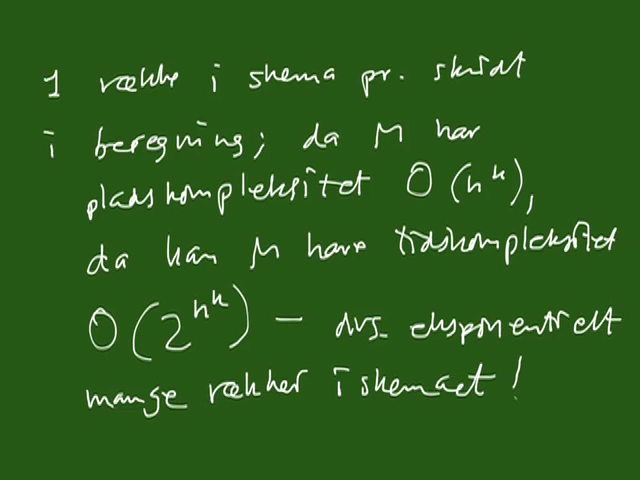 1 række i skema pr. skridt
i beregning; da M har
pladskompleksitet O(n^k),
da kan M have tidskompleksitet
O(2^{n^k}) – dvs. eksponentielt
mange rækker i skemaet!